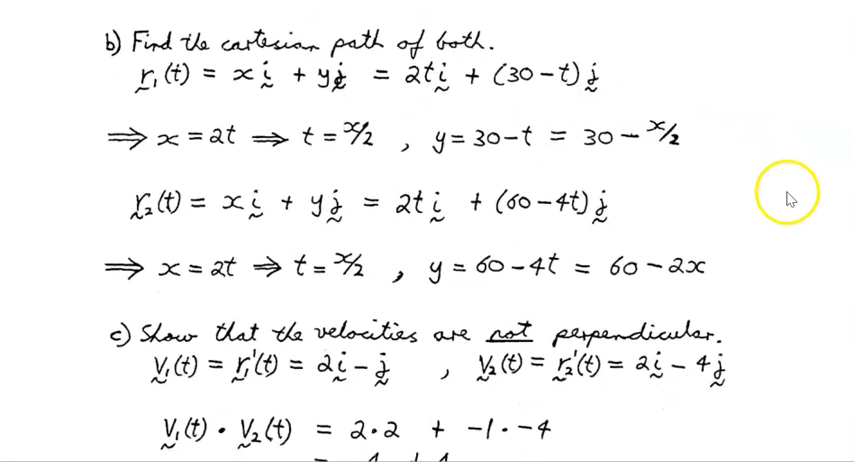 b) Find the cartesian path of both.
r₁(t) = x i + y j = 2t i + (30 - t) j
⟹ x = 2t ⟹ t = x/2 , y = 30 - t = 30 - x/2
r₂(t) = x i + y j = 2t i + (60 - 4t) j
⟹ x = 2t ⟹ t = x/2 , y = 60 - 4t = 60 - 2x
c) Show that the velocities are not perpendicular.
V₁(t) = r₁'(t) = 2i - j , V₂(t) = r₂'(t) = 2i - 4j
V₁(t) · V₂(t) = 2·2 + -1·-4